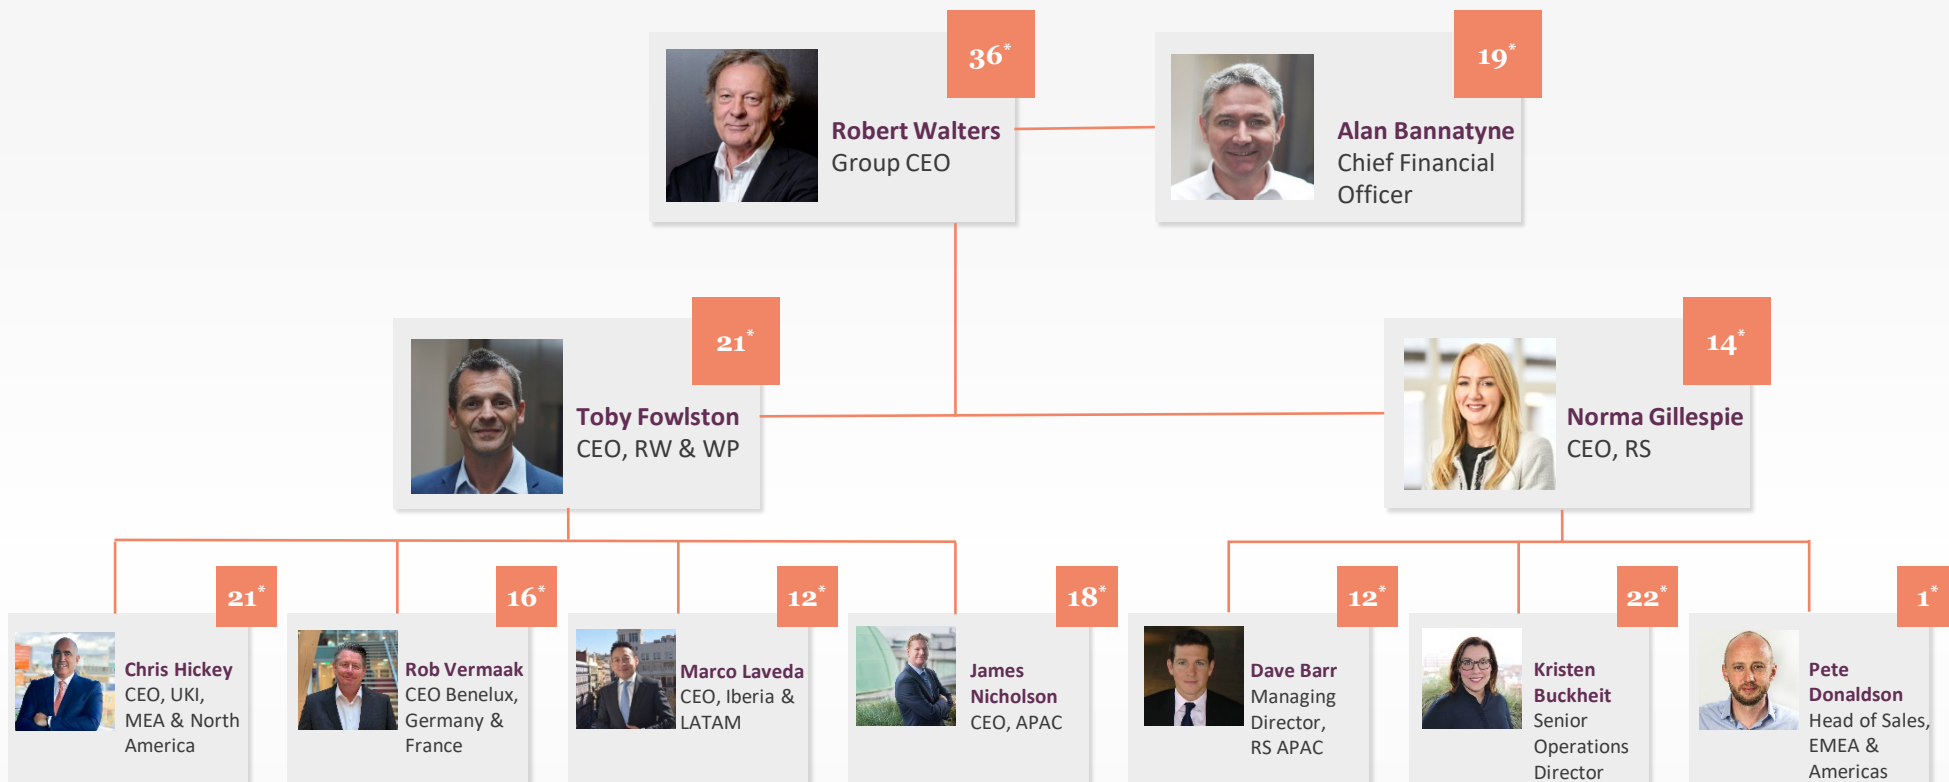 36*
Robert Walters
Group CEO
19*
Alan Bannatyne
Chief Financial
Officer
21*
Toby Fowlston
CEO, RW & WP
14*
Norma Gillespie
CEO, RS
21*
Chris Hickey
CEO, UKI,
MEA & North
America
16*
Rob Vermaak
CEO Benelux,
Germany &
France
12*
Marco Laveda
CEO, Iberia &
LATAM
18*
James
Nicholson
CEO, APAC
12*
Dave Barr
Managing
Director,
RS APAC
22*
Kristen
Buckheit
Senior
Operations
Director
1*
Pete
Donaldson
Head of Sales,
EMEA &
Americas